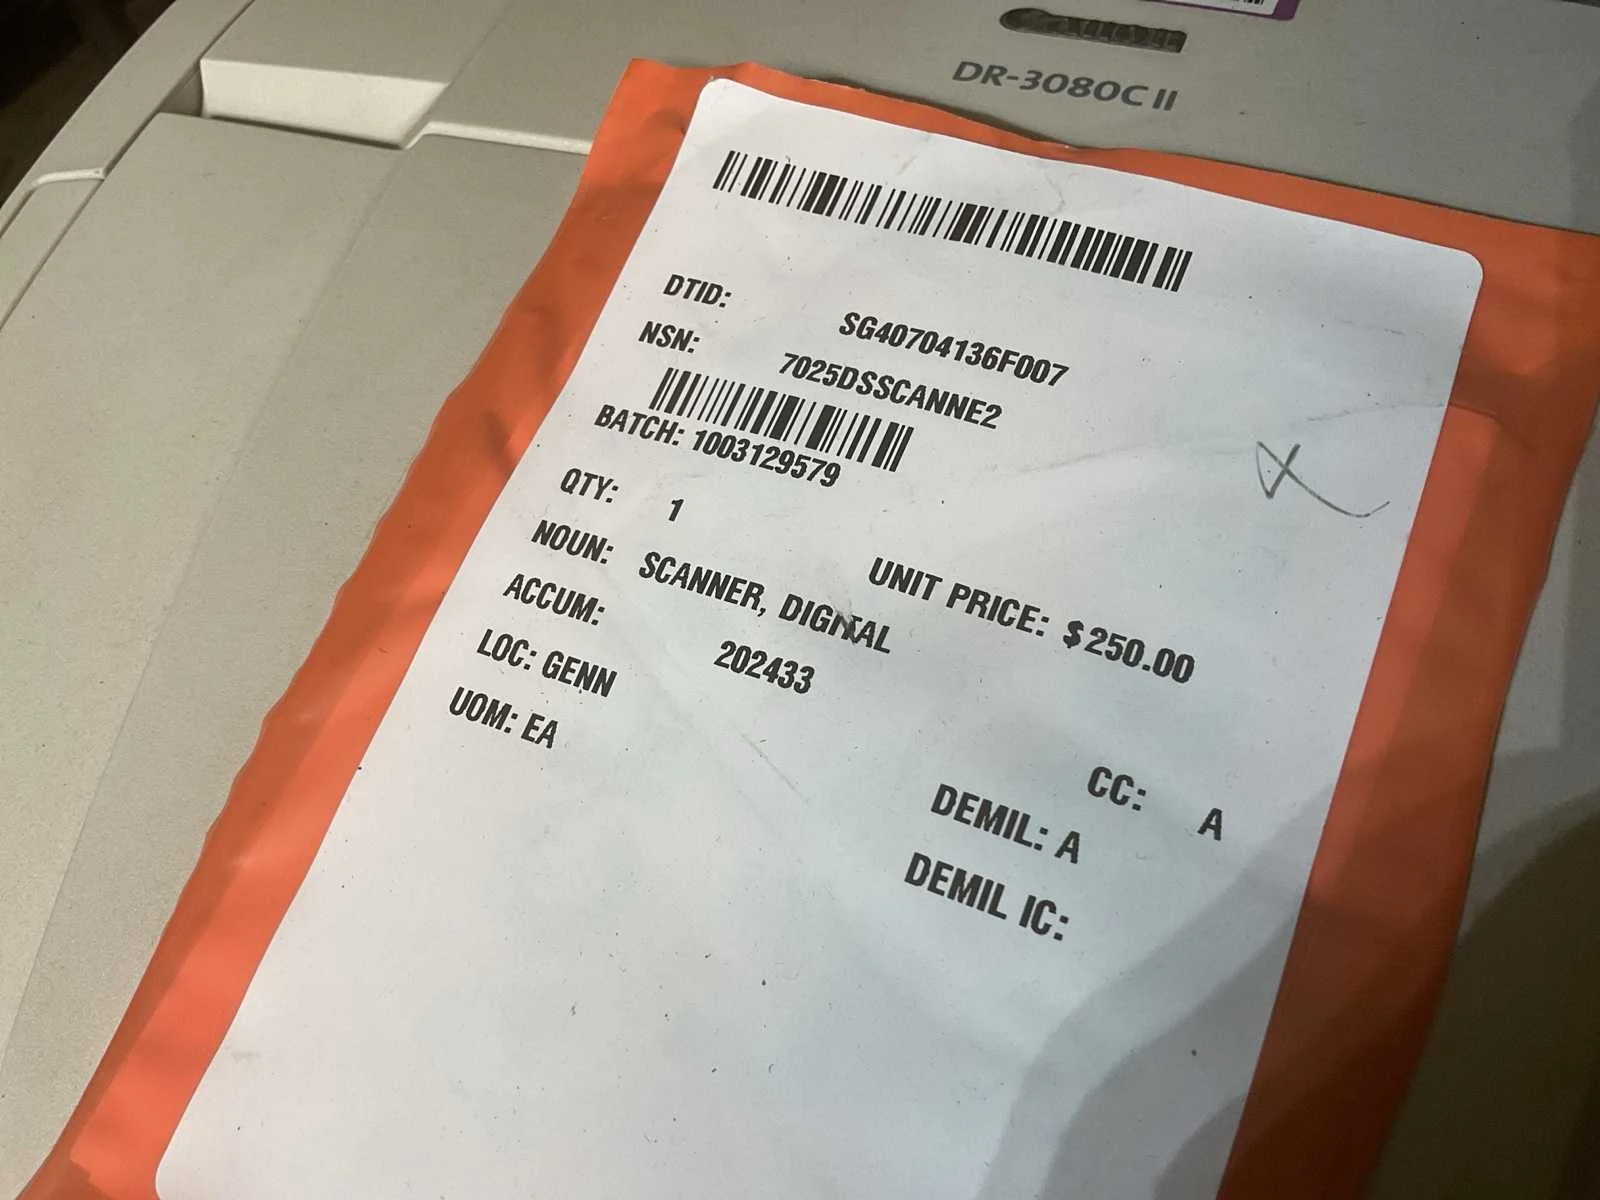 DR-3080C II
DTID: SG40704136F007
NSN: 7025DSSCANNE2
BATCH: 1003129579
QTY: 1
UNIT PRICE: $250.00
NOUN: SCANNER, DIGITAL
ACCUM: 202433
LOC: GENN
UOM: EA
CC: A
DEMIL: A
DEMIL IC: